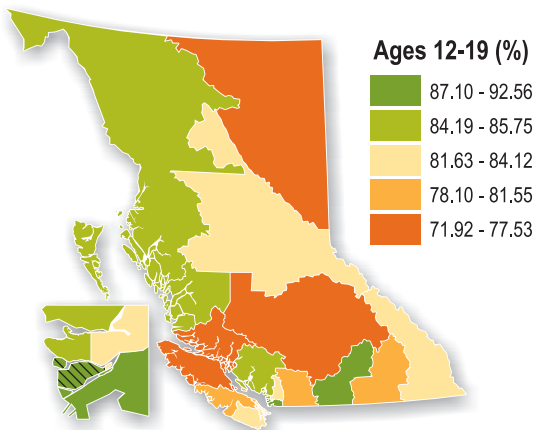 Ages 12-19 (%)
87.10 - 92.56
84.19 - 85.75
81.63 - 84.12
78.10 - 81.55
71.92 - 77.53